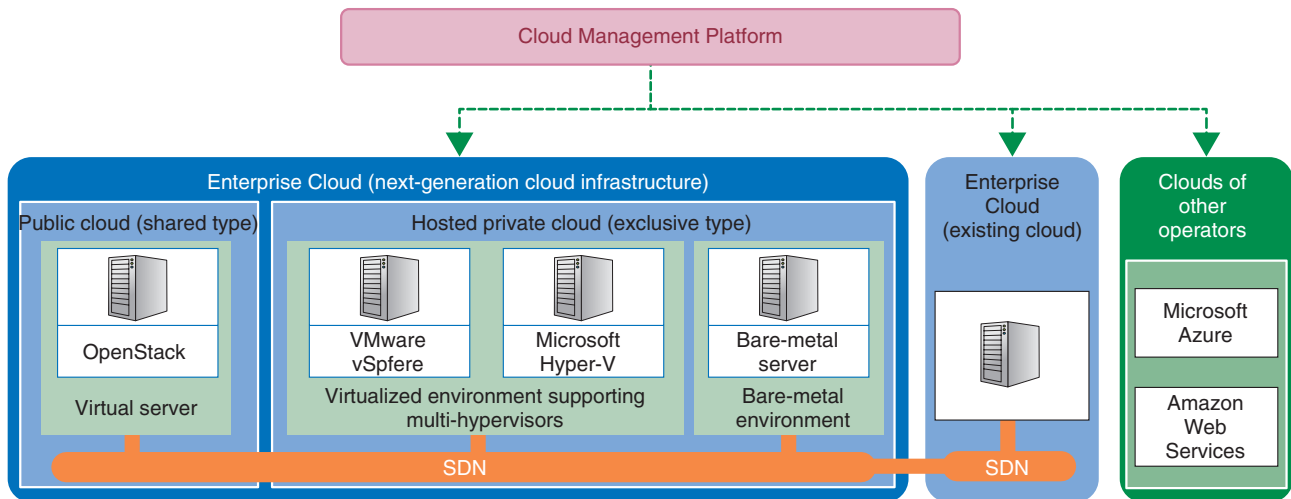 Cloud Management Platform
Enterprise Cloud (next-generation cloud infrastructure)
Public cloud (shared type)
OpenStack
Virtual server
Hosted private cloud (exclusive type)
VMware
vSpfere
Microsoft
Hyper-V
Virtualized environment supporting
multi-hypervisors
Bare-metal
server
Bare-metal
environment
SDN
Enterprise
Cloud
(existing cloud)
SDN
Clouds of
other
operators
Microsoft
Azure
Amazon
Web
Services